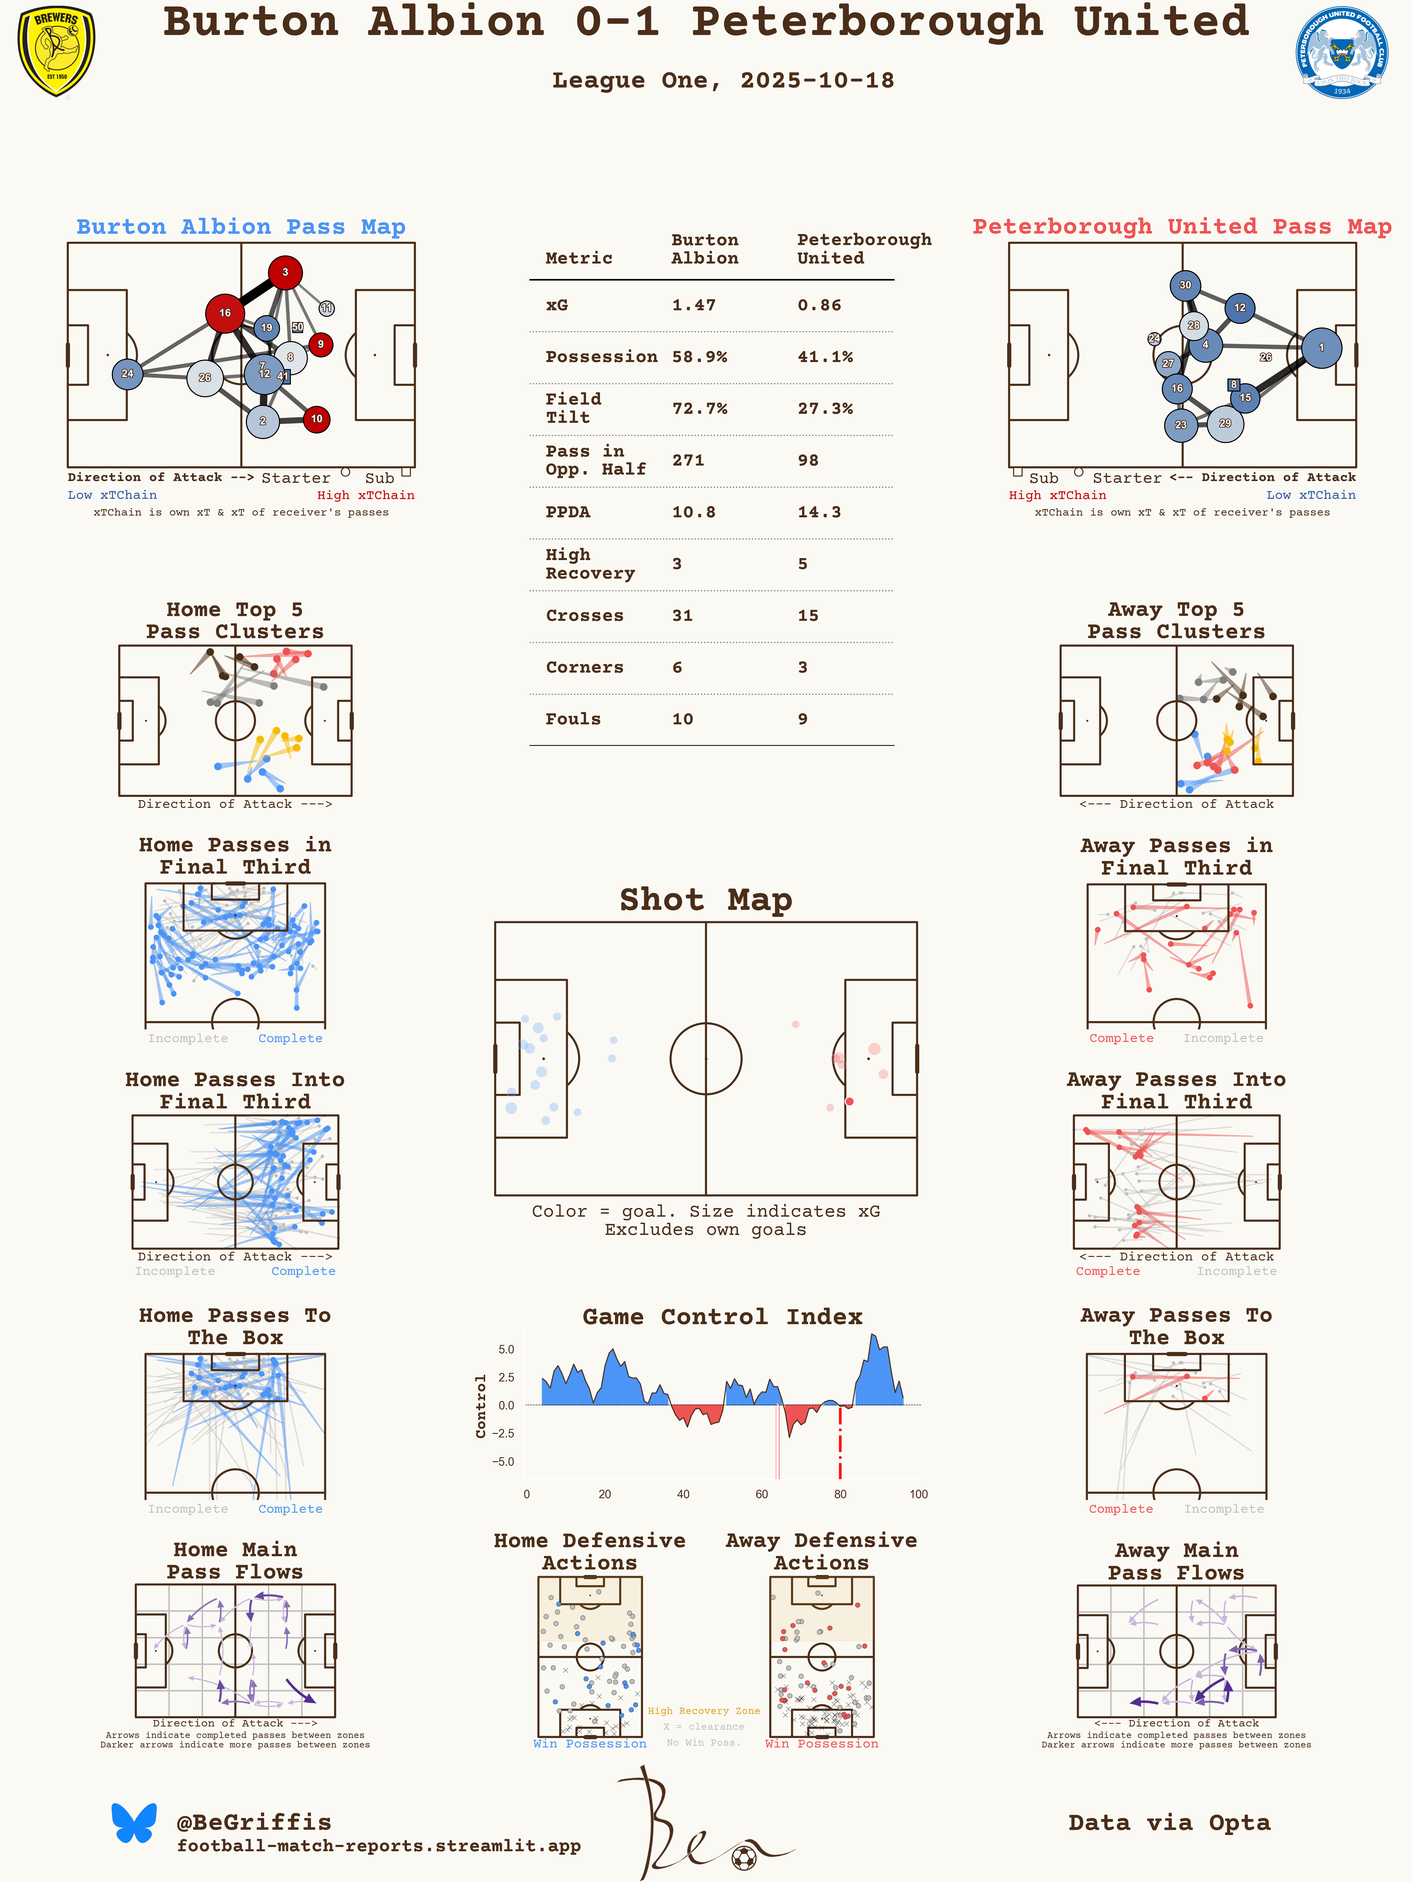 Burton Albion 0-1 Peterborough United
League One, 2025-10-18
BREWERS
EST 1950
PETERBOROUGH UNITED FOOTBALL CLUB
1934
Burton Albion Pass Map
3
11
16
19
50
9
8
7
24
26
12
41
2
10
Direction of Attack --> Starter Sub
Low xTChain High xTChain
xTChain is own xT & xT of receiver's passes
Metric Burton Albion Peterborough United
xG 1.47 0.86
Possession 58.9% 41.1%
Field Tilt 72.7% 27.3%
Pass in Opp. Half 271 98
PPDA 10.8 14.3
High Recovery 3 5
Crosses 31 15
Corners 6 3
Fouls 10 9
Peterborough United Pass Map
30
12
28
24
4
1
26
27
8
16
15
23
29
Sub Starter <-- Direction of Attack
High xTChain Low xTChain
xTChain is own xT & xT of receiver's passes
Home Top 5
Pass Clusters
Direction of Attack --->
Away Top 5
Pass Clusters
<--- Direction of Attack
Home Passes in
Final Third
Incomplete Complete
Away Passes in
Final Third
Complete Incomplete
Shot Map
Color = goal. Size indicates xG
Excludes own goals
Home Passes Into
Final Third
Direction of Attack --->
Incomplete Complete
Away Passes Into
Final Third
<--- Direction of Attack
Complete Incomplete
Home Passes To
The Box
Incomplete Complete
Game Control Index
Control
5.0
2.5
0.0
−2.5
−5.0
0 20 40 60 80 100
Away Passes To
The Box
Complete Incomplete
Home Main
Pass Flows
Direction of Attack --->
Arrows indicate completed passes between zones
Darker arrows indicate more passes between zones
Home Defensive
Actions
Win Possession
High Recovery Zone
X = clearance
No Win Poss.
Away Defensive
Actions
Win Possession
Away Main
Pass Flows
<--- Direction of Attack
Arrows indicate completed passes between zones
Darker arrows indicate more passes between zones
@BeGriffis
football-match-reports.streamlit.app
Ben
Data via Opta